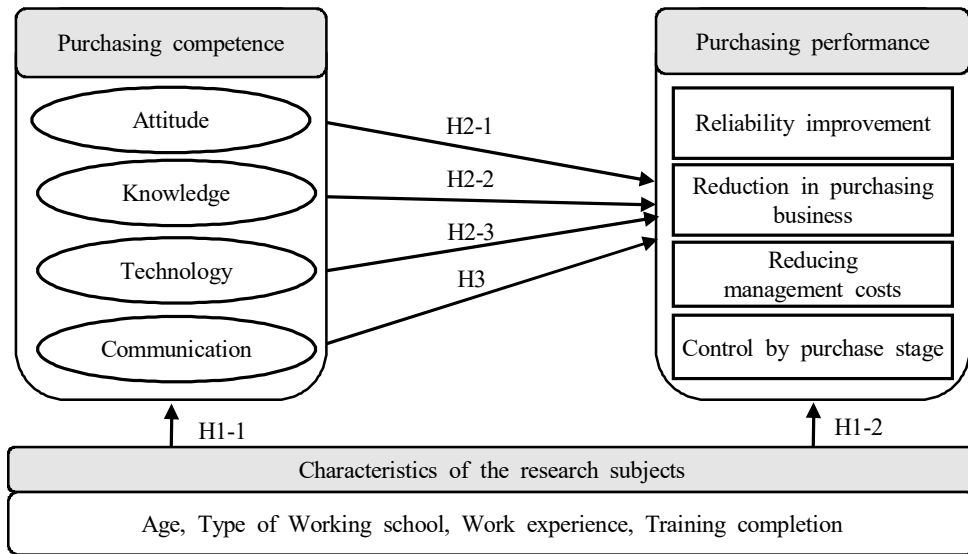 Purchasing competence
Attitude
Knowledge
Technology
Communication
H2-1
H2-2
H2-3
H3
Purchasing performance
Reliability improvement
Reduction in purchasing
business
Reducing
management costs
Control by purchase stage
H1-1
H1-2
Characteristics of the research subjects
Age, Type of Working school, Work experience, Training completion